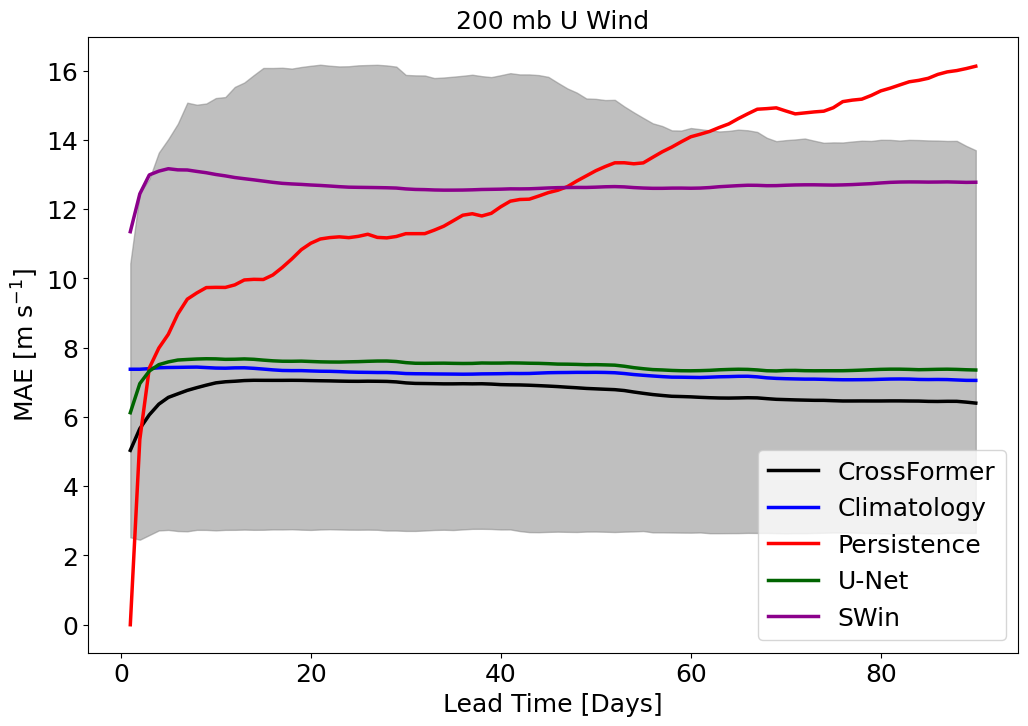 200 mb U Wind
MAE [m s⁻¹]
16
14
12
10
8
6
4
2
0
0 20 40 60 80
Lead Time [Days]
CrossFormer
Climatology
Persistence
U-Net
SWin